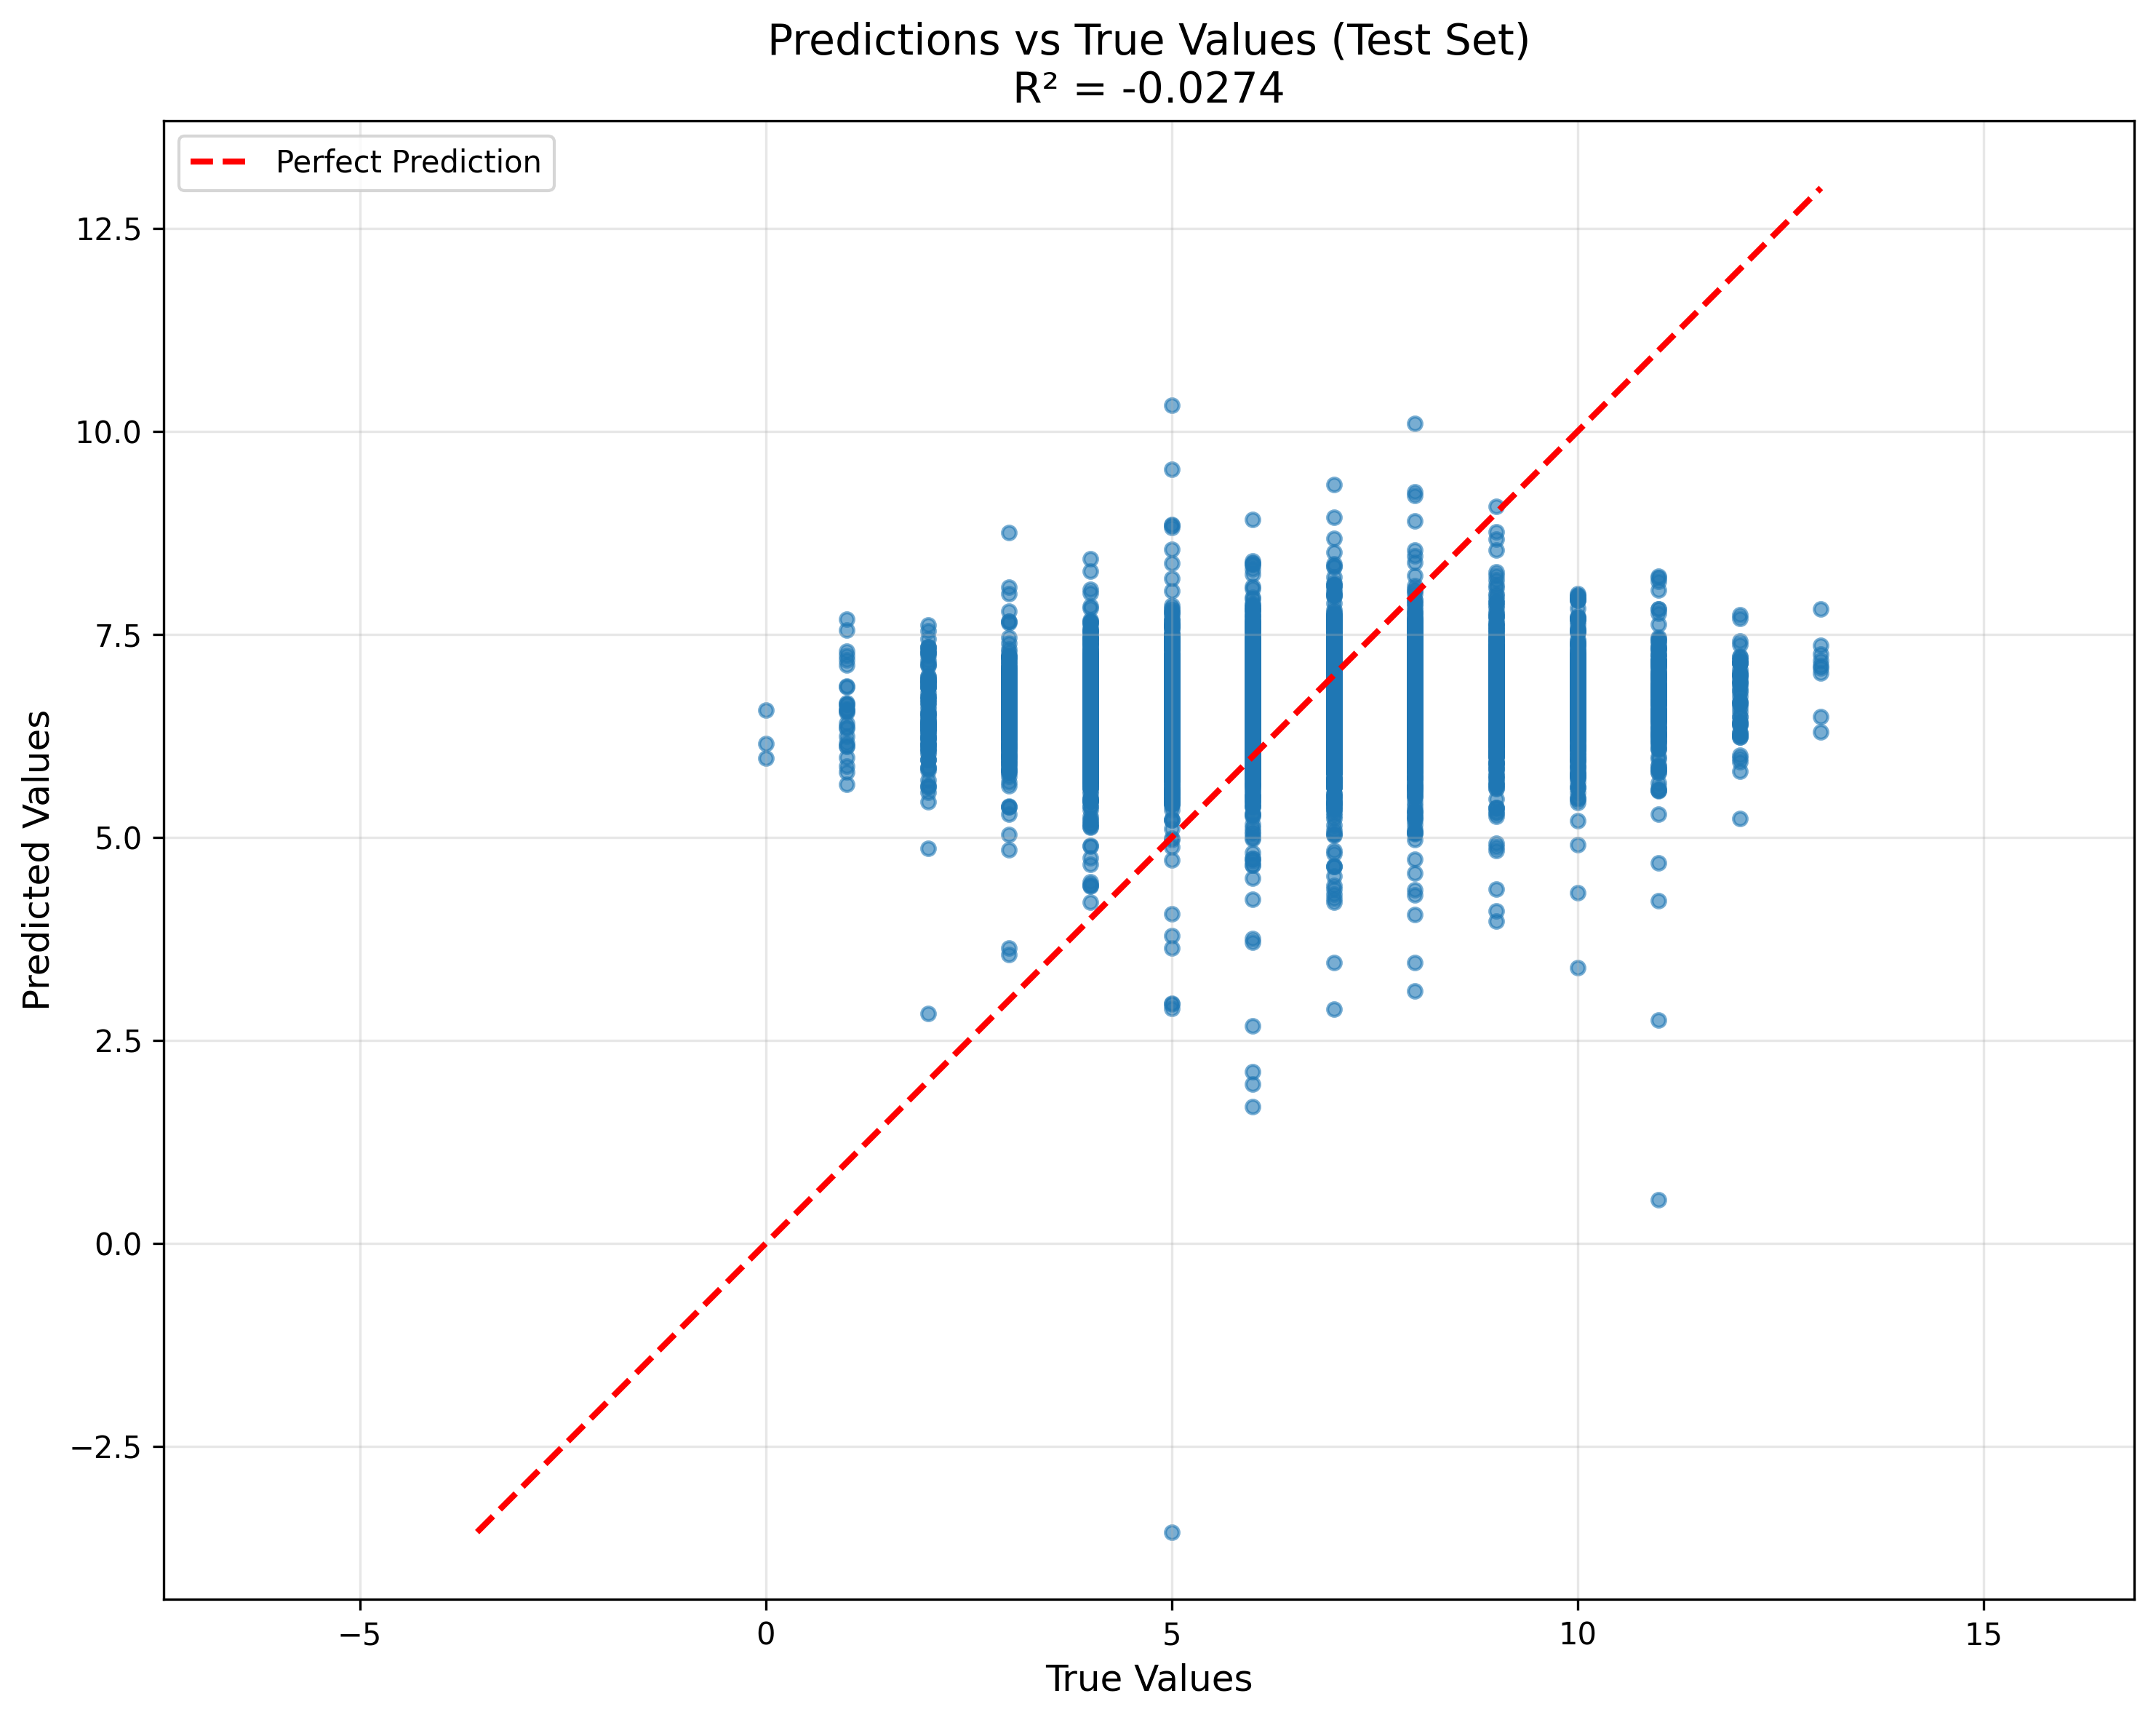 Predictions vs True Values (Test Set)
R² = -0.0274
Perfect Prediction
12.5
10.0
7.5
5.0
2.5
0.0
−2.5
Predicted Values
−5
0
5
10
15
True Values